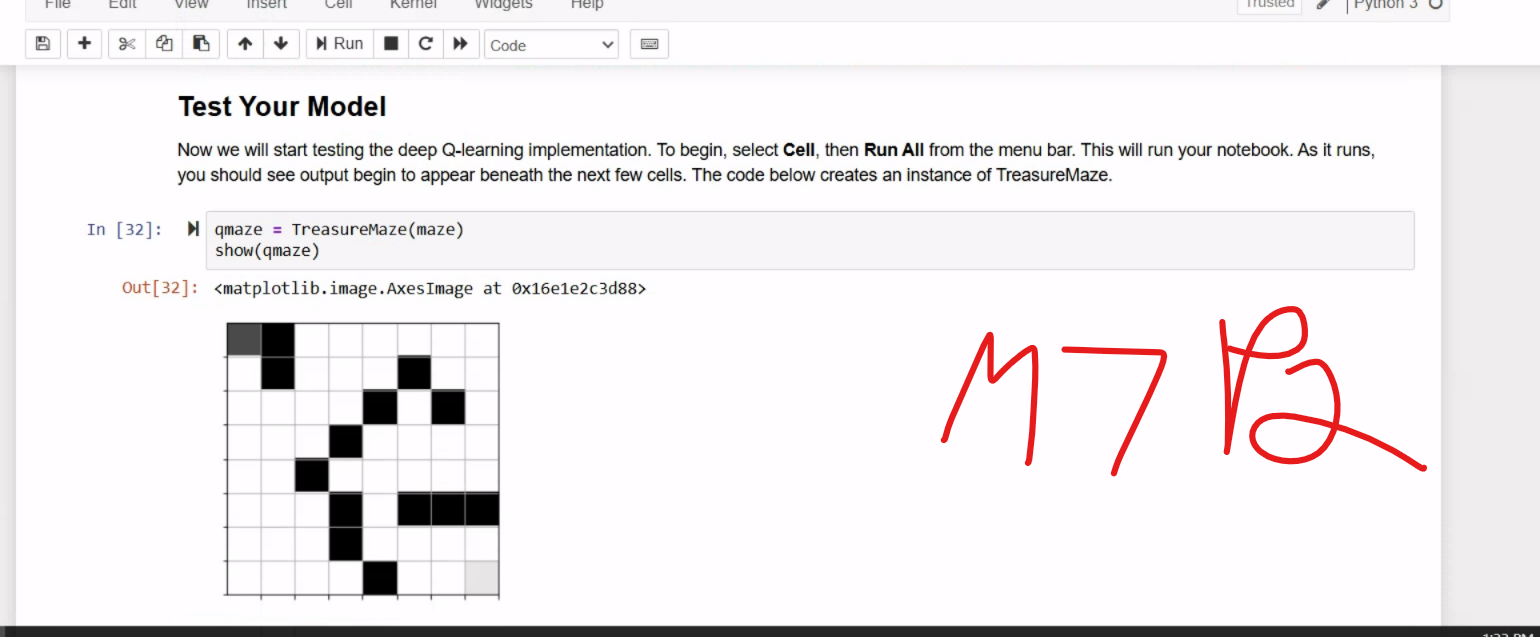 File Edit View Insert Cell Kernel Widgets Help Trusted Python 3
Run Code
Test Your Model
Now we will start testing the deep Q-learning implementation. To begin, select Cell, then Run All from the menu bar. This will run your notebook. As it runs,
you should see output begin to appear beneath the next few cells. The code below creates an instance of TreasureMaze.
In [32]: qmaze = TreasureMaze(maze)
show(qmaze)
Out[32]: <matplotlib.image.AxesImage at 0x16e1e2c3d88>
M7